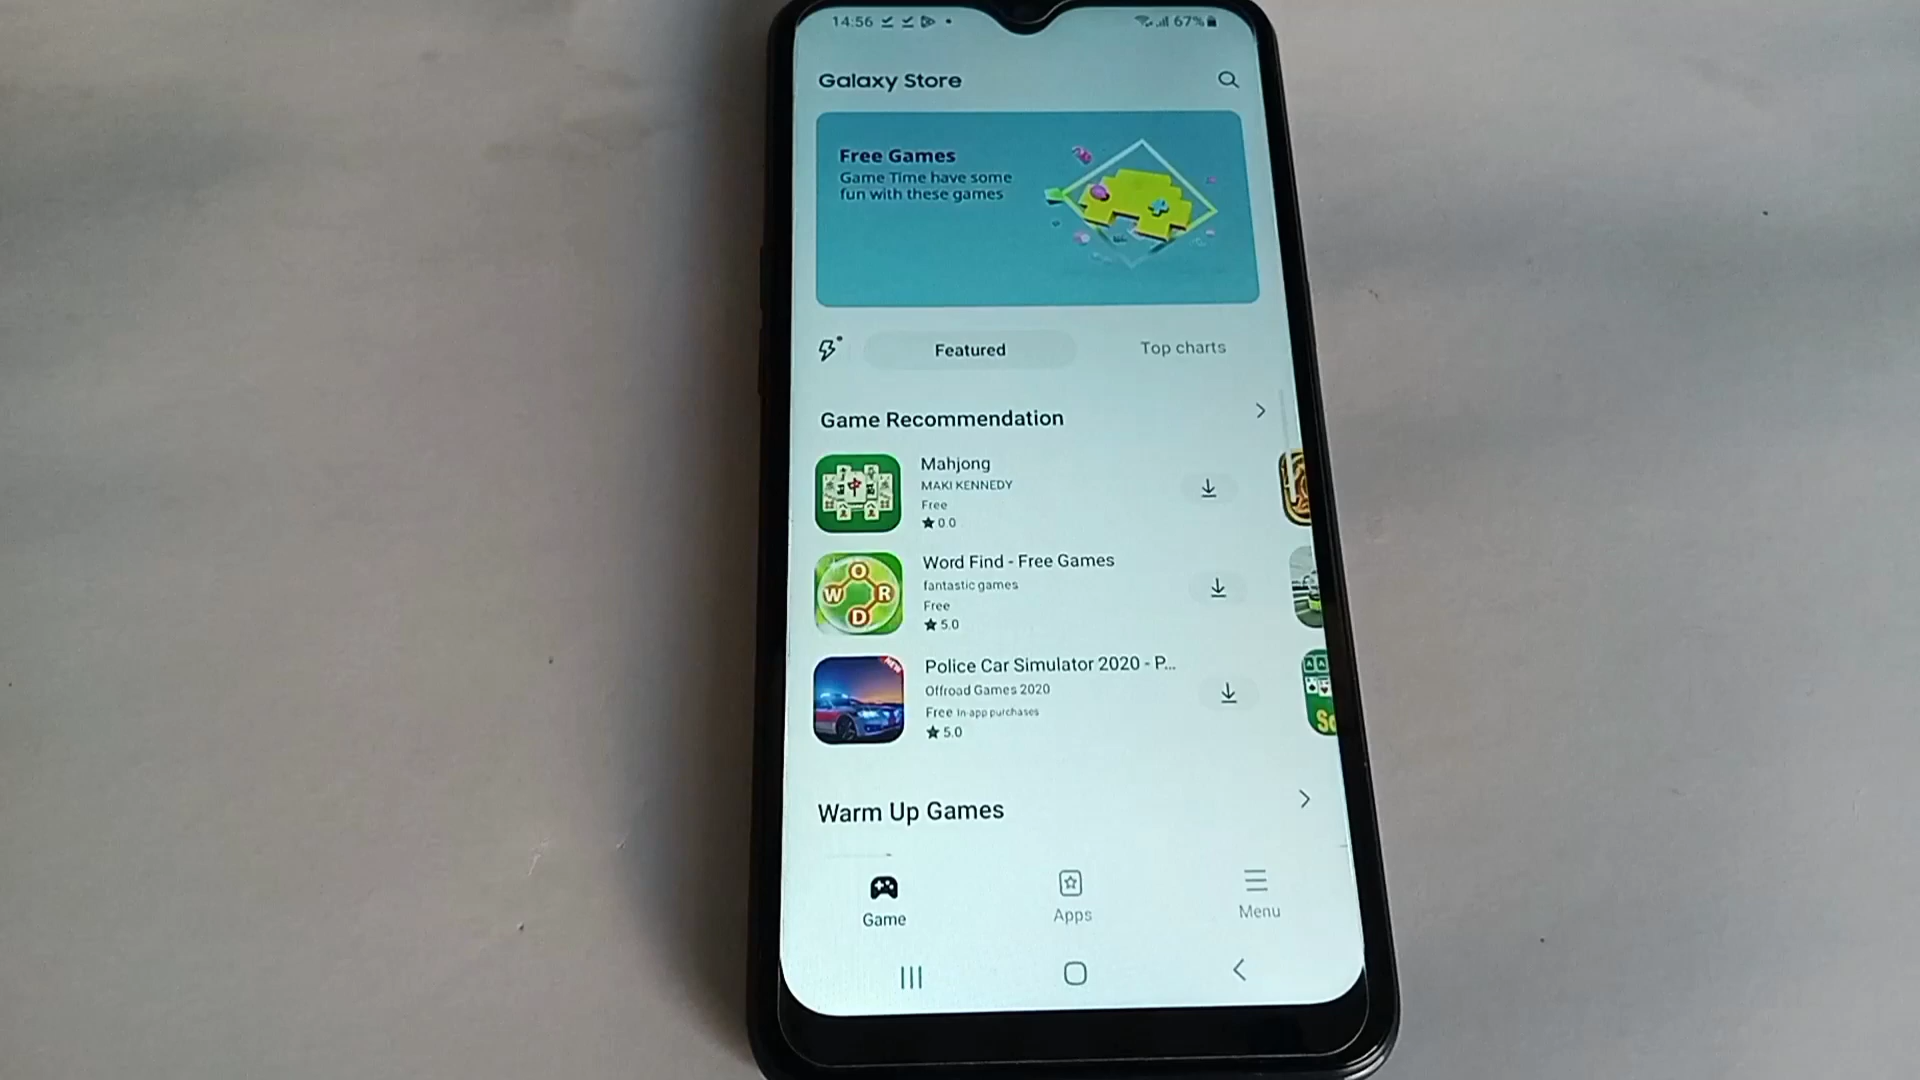 14:56
67%
Galaxy Store
Free Games
Game Time have some
fun with these games
Featured
Top charts
Game Recommendation
Mahjong
MAKI KENNEDY
Free
★ 0.0
W O R D
Word Find - Free Games
fantastic games
Free
★ 5.0
NEW
Police Car Simulator 2020 - P...
Offroad Games 2020
Free In-app purchases
★ 5.0
Warm Up Games
Game
Apps
Menu